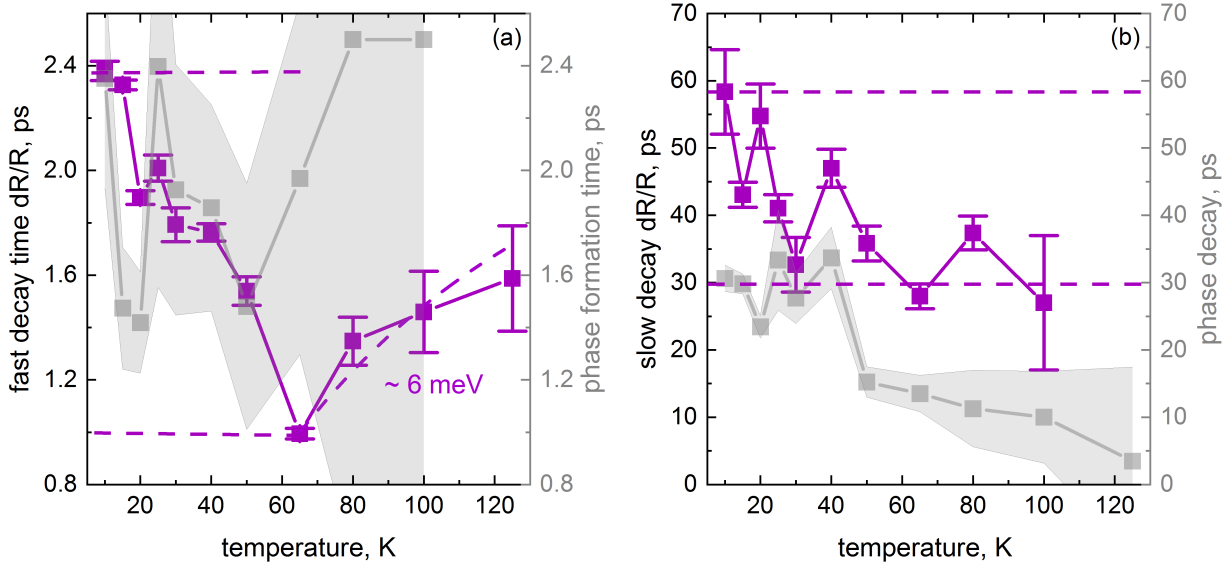 (a)
fast decay time dR/R, ps
2.4
2.0
1.6
1.2
0.8
2.4
2.0
1.6
1.2
0.8
phase formation time, ps
~ 6 meV
20 40 60 80 100 120
temperature, K
(b)
slow decay dR/R, ps
70
60
50
40
30
20
10
0
70
60
50
40
30
20
10
0
phase decay, ps
20 40 60 80 100 120
temperature, K